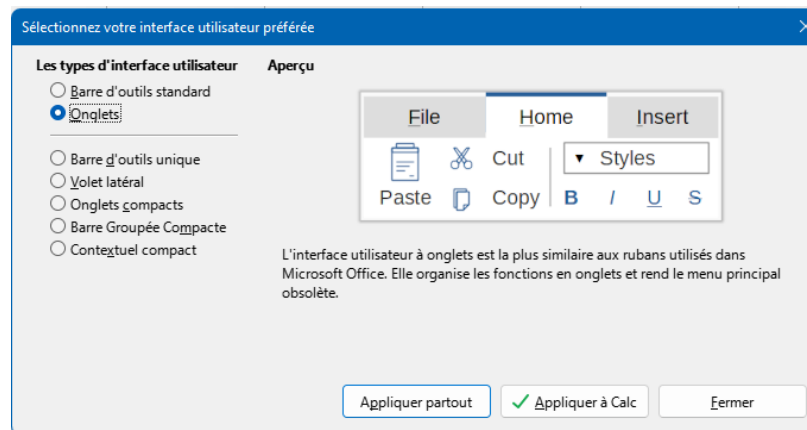 Sélectionnez votre interface utilisateur préférée
Les types d'interface utilisateur
Barre d'outils standard
Onglets
Barre d'outils unique
Volet latéral
Onglets compacts
Barre Groupée Compacte
Contextuel compact
Aperçu
File Home Insert
Cut Styles
Paste Copy B I U S
L'interface utilisateur à onglets est la plus similaire aux rubans utilisés dans
Microsoft Office. Elle organise les fonctions en onglets et rend le menu principal
obsolète.
Appliquer partout Appliquer à Calc Fermer